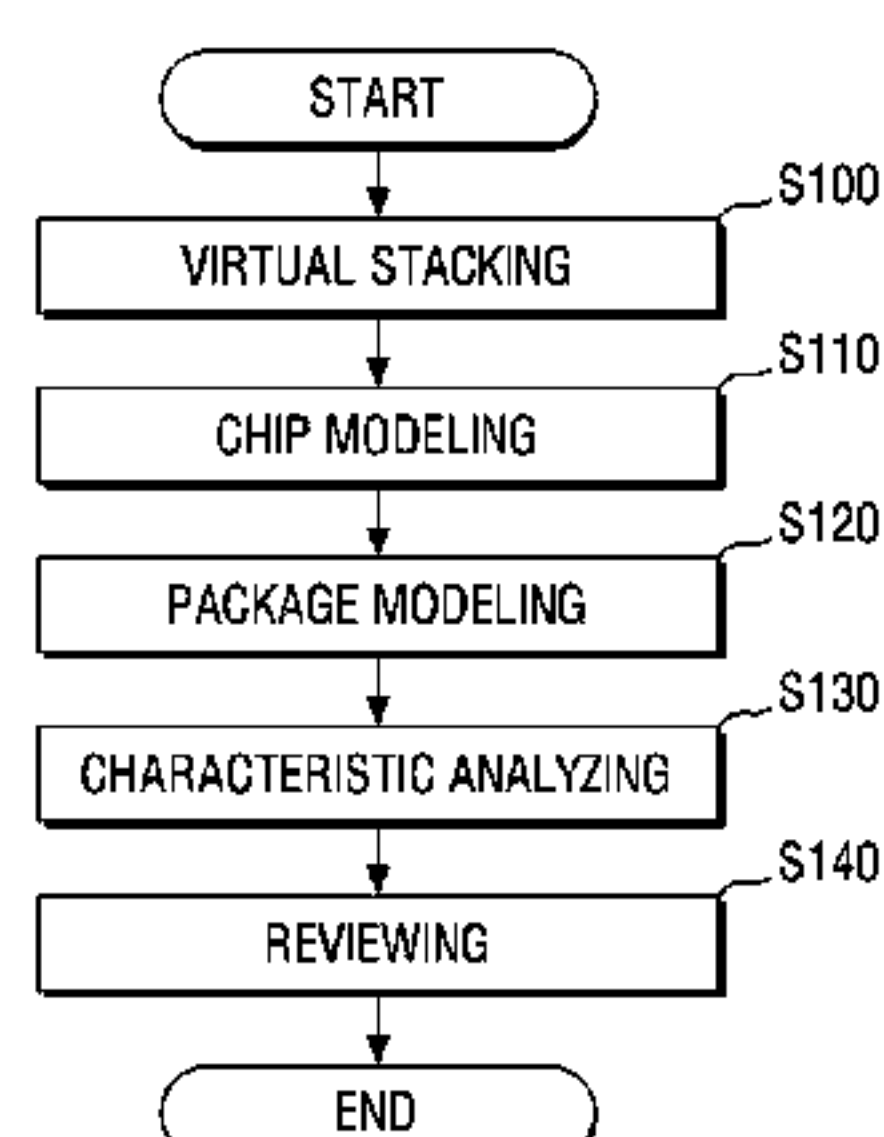 START
S100
VIRTUAL STACKING
S110
CHIP MODELING
S120
PACKAGE MODELING
S130
CHARACTERISTIC ANALYZING
S140
REVIEWING
END